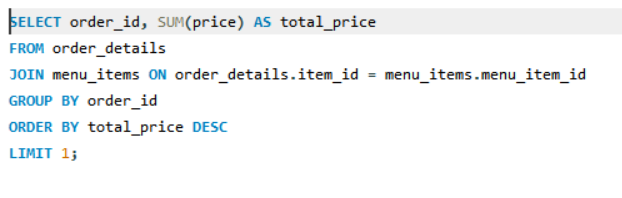 SELECT order_id, SUM(price) AS total_price
FROM order_details
JOIN menu_items ON order_details.item_id = menu_items.menu_item_id
GROUP BY order_id
ORDER BY total_price DESC
LIMIT 1;